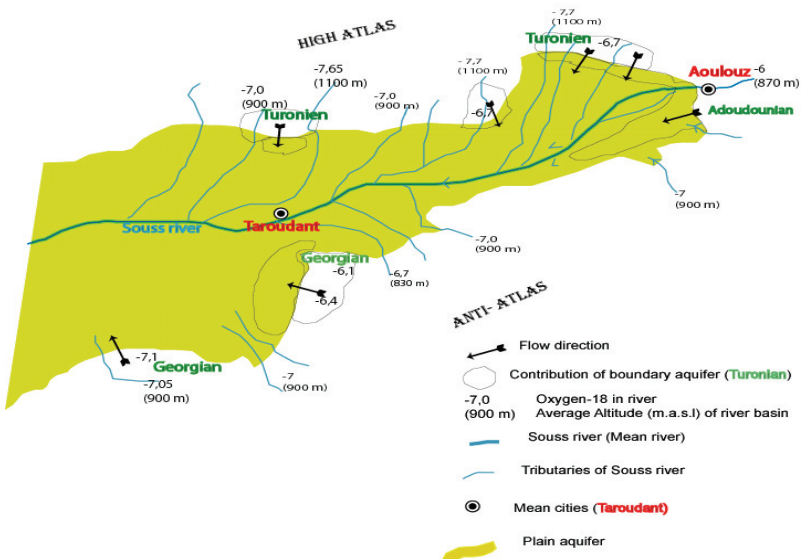 HIGH ATLAS
-7,7
(1100 m)
Turonien
-6,7
-7,7
(1100 m)
-6,7
Aoulouz
-6
(870 m)
Adoudounian
-7
(900 m)
-7,65
(1100 m)
-7,0
(900 m)
Turonien
-7,0
(900 m)
Souss river
Taroudant
-7,0
(900 m)
Georgian
-6,1
-6,7
(830 m)
-6,4
-7,1
Georgian
-7,05
(900 m)
-7
(900 m)
ANTI- ATLAS
Flow direction
Contribution of boundary aquifer (Turonian)
-7,0 Oxygen-18 in river
(900 m) Average Altitude (m.a.s.l) of river basin
Souss river (Mean river)
Tributaries of Souss river
Mean cities (Taroudant)
Plain aquifer